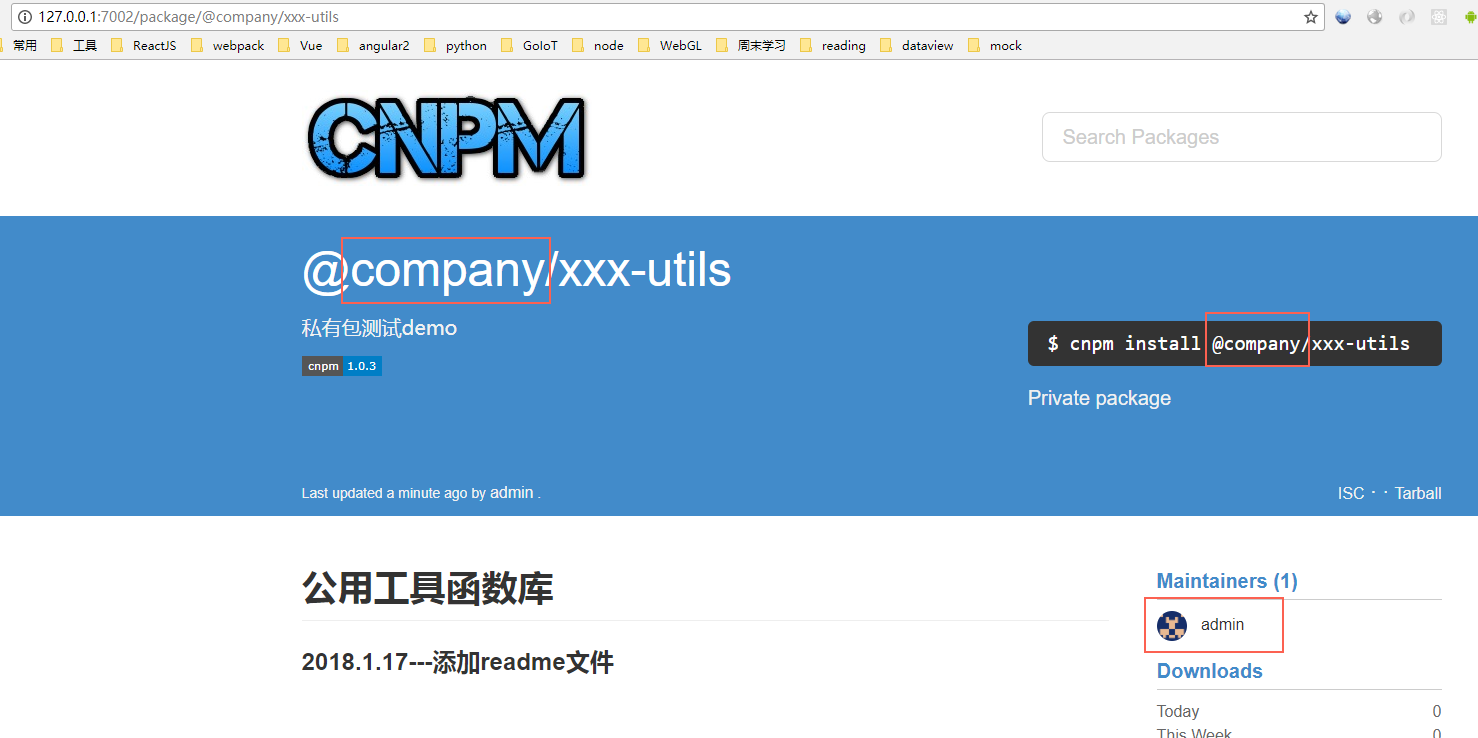 127.0.0.1:7002/package/@company/xxx-utils
常用 工具 ReactJS webpack Vue angular2 python GoIoT node WebGL 周末学习 reading dataview mock
CNPM
Search Packages
@company/xxx-utils
私有包测试demo
cnpm 1.0.3
$ cnpm install @company/xxx-utils
Private package
Last updated a minute ago by admin .
ISC · · Tarball
公用工具函数库
2018.1.17---添加readme文件
Maintainers (1)
admin
Downloads
Today 0
This Week 0